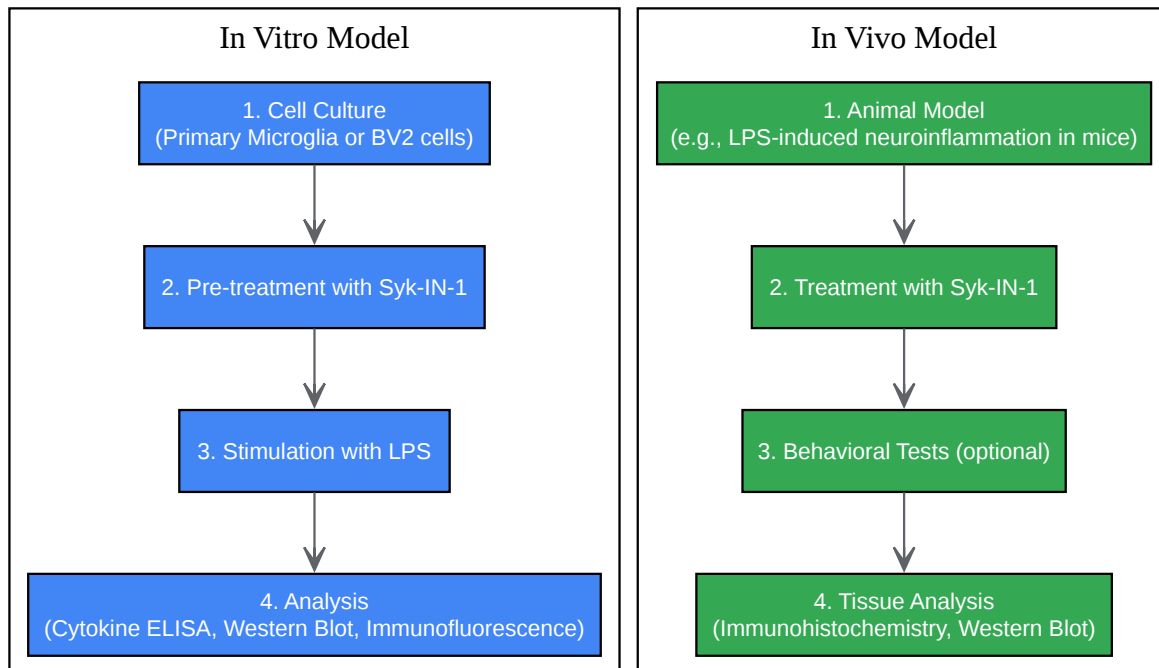 In Vitro Model
1. Cell Culture
(Primary Microglia or BV2 cells)
2. Pre-treatment with Syk-IN-1
3. Stimulation with LPS
4. Analysis
(Cytokine ELISA, Western Blot, Immunofluorescence)
In Vivo Model
1. Animal Model
(e.g., LPS-induced neuroinflammation in mice)
2. Treatment with Syk-IN-1
3. Behavioral Tests (optional)
4. Tissue Analysis
(Immunohistochemistry, Western Blot)